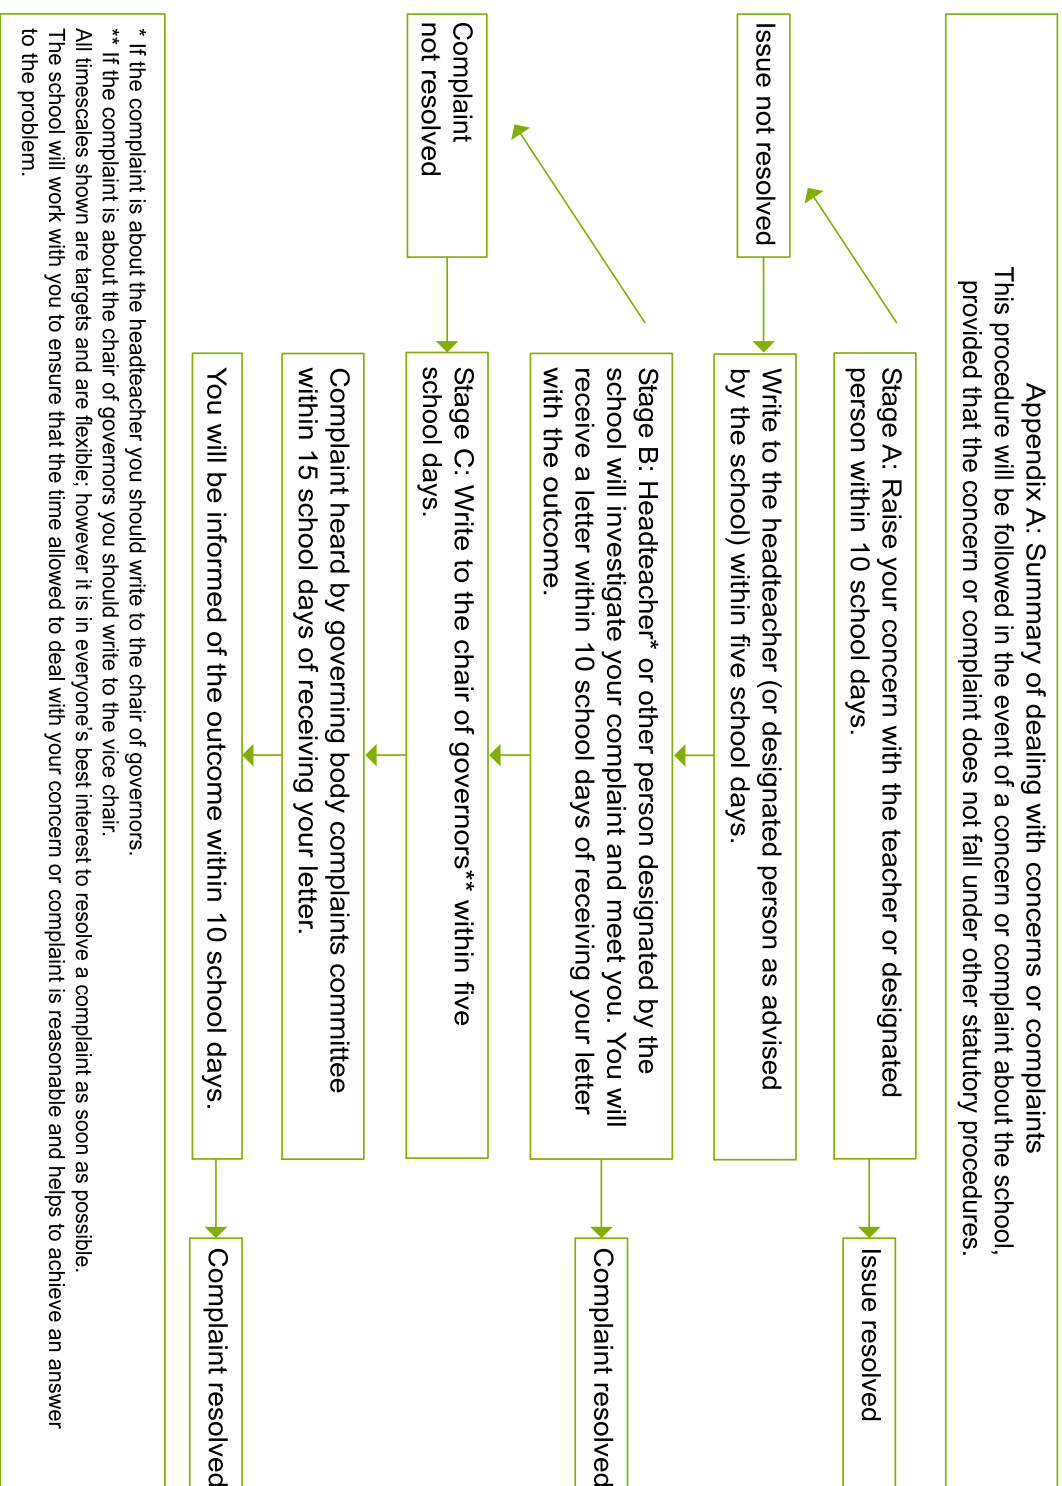 Appendix A: Summary of dealing with concerns or complaints
This procedure will be followed in the event of a concern or complaint about the school,
provided that the concern or complaint does not fall under other statutory procedures.
Stage A: Raise your concern with the teacher or designated
person within 10 school days.
Issue resolved
Issue not resolved
Write to the headteacher (or designated person as advised
by the school) within five school days.
Stage B: Headteacher* or other person designated by the
school will investigate your complaint and meet you. You will
receive a letter within 10 school days of receiving your letter
with the outcome.
Complaint resolved
Complaint
not resolved
Stage C: Write to the chair of governors** within five
school days.
Complaint heard by governing body complaints committee
within 15 school days of receiving your letter.
You will be informed of the outcome within 10 school days.
Complaint resolved
* If the complaint is about the headteacher you should write to the chair of governors.
** If the complaint is about the chair of governors you should write to the vice chair.
All timescales shown are targets and are flexible; however it is in everyone’s best interest to resolve a complaint as soon as possible.
The school will work with you to ensure that the time allowed to deal with your concern or complaint is reasonable and helps to achieve an answer
to the problem.